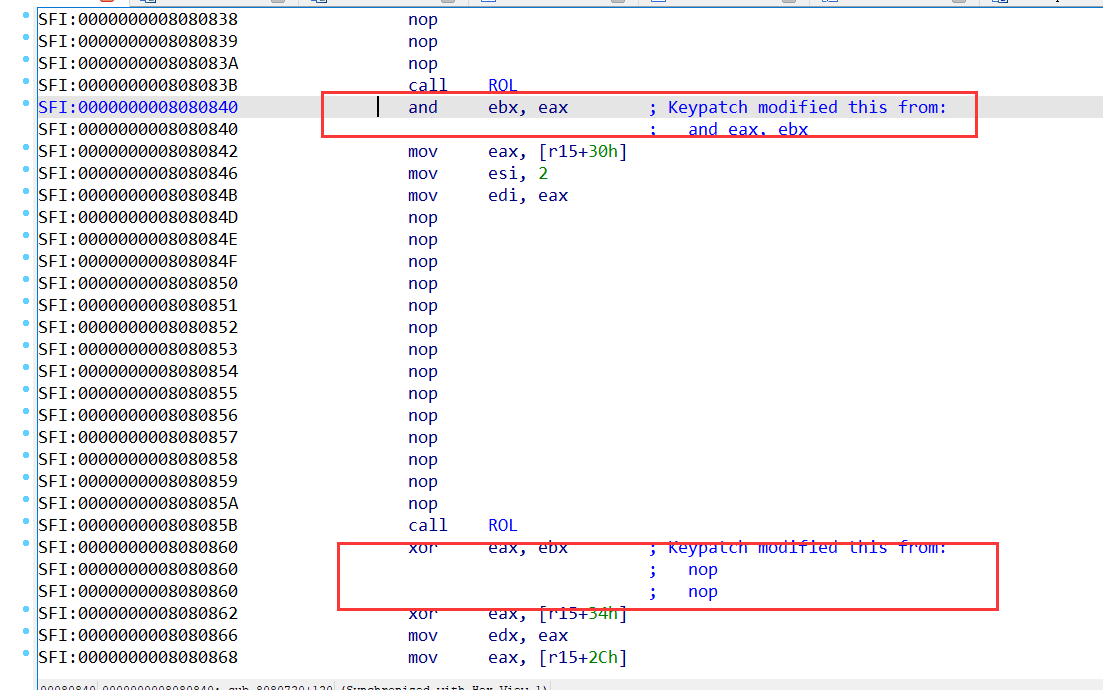 SFI:0000000008080838 nop
SFI:0000000008080839 nop
SFI:000000000808083A nop
SFI:000000000808083B call ROL
SFI:0000000008080840 and ebx, eax ; Keypatch modified this from:
SFI:0000000008080840 ; and eax, ebx
SFI:0000000008080842 mov eax, [r15+30h]
SFI:0000000008080846 mov esi, 2
SFI:000000000808084B mov edi, eax
SFI:000000000808084D nop
SFI:000000000808084E nop
SFI:000000000808084F nop
SFI:0000000008080850 nop
SFI:0000000008080851 nop
SFI:0000000008080852 nop
SFI:0000000008080853 nop
SFI:0000000008080854 nop
SFI:0000000008080855 nop
SFI:0000000008080856 nop
SFI:0000000008080857 nop
SFI:0000000008080858 nop
SFI:0000000008080859 nop
SFI:000000000808085A nop
SFI:000000000808085B call ROL
SFI:0000000008080860 xor eax, ebx ; Keypatch modified this from:
SFI:0000000008080860 ; nop
SFI:0000000008080860 ; nop
SFI:0000000008080862 xor eax, [r15+34h]
SFI:0000000008080866 mov edx, eax
SFI:0000000008080868 mov eax, [r15+2Ch]